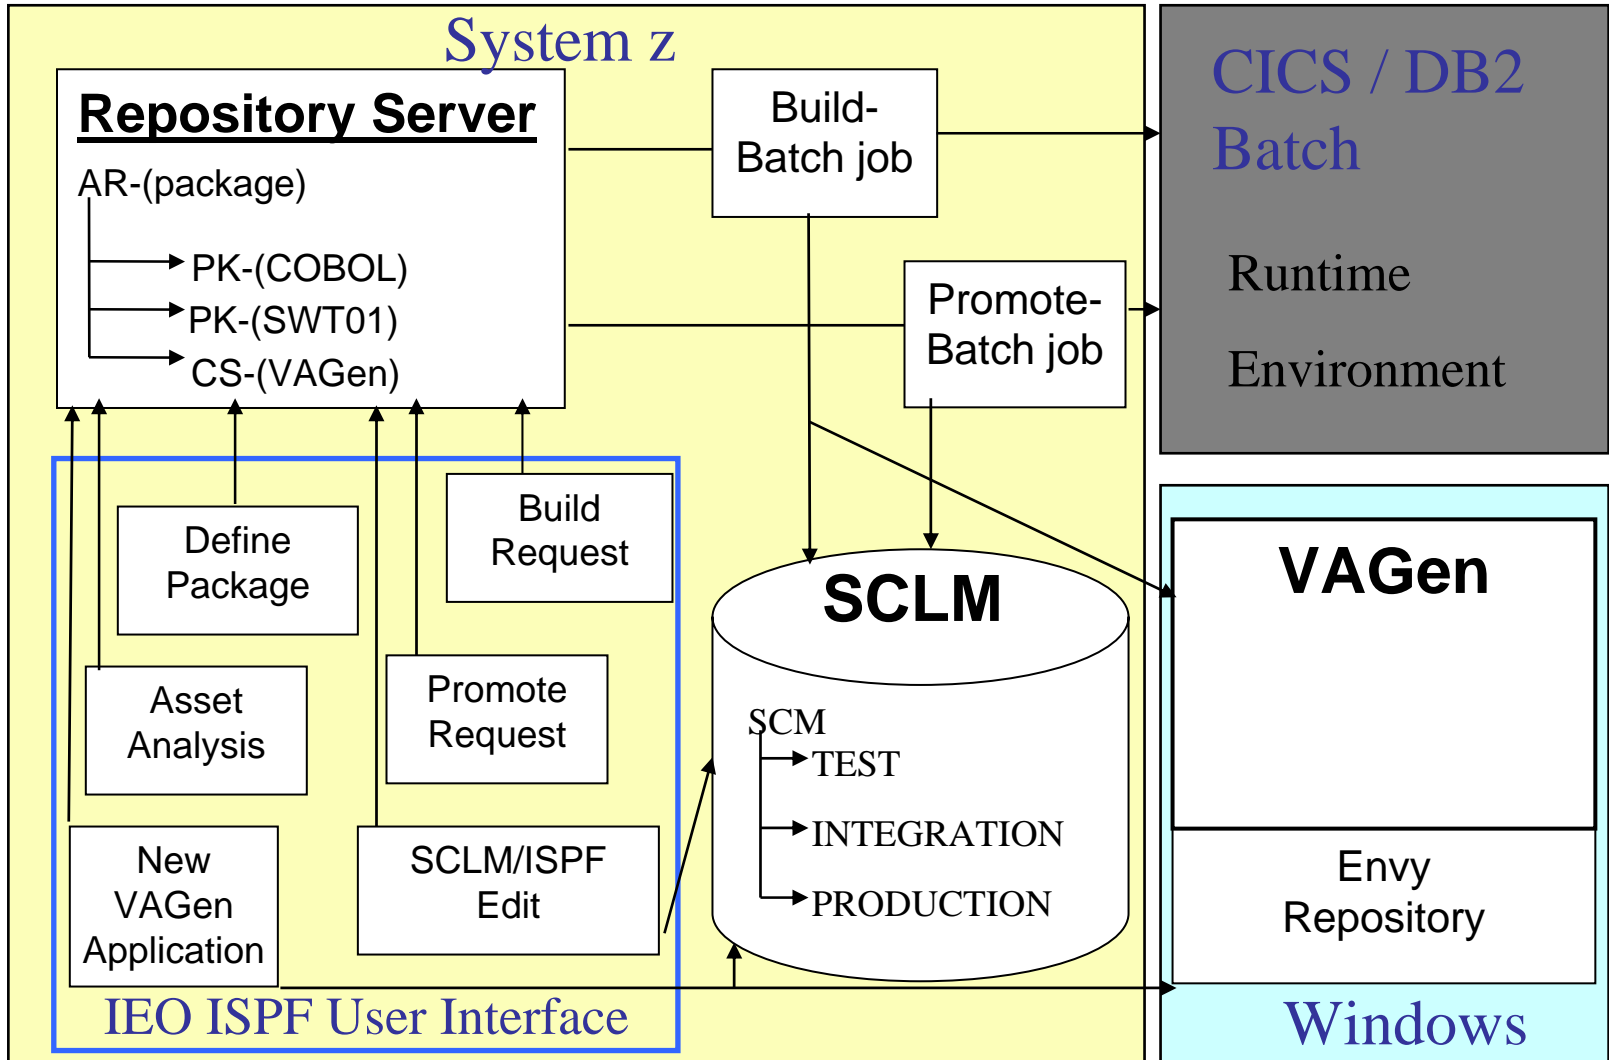 System z
Repository Server
AR-(package)
PK-(COBOL)
PK-(SWT01)
CS-(VAGen)
Build-
Batch job
Promote-
Batch job
CICS / DB2
Batch
Runtime
Environment
Define
Package
Build
Request
Asset
Analysis
Promote
Request
New
VAGen
Application
SCLM/ISPF
Edit
IEO ISPF User Interface
SCLM
SCM
TEST
INTEGRATION
PRODUCTION
VAGen
Envy
Repository
Windows